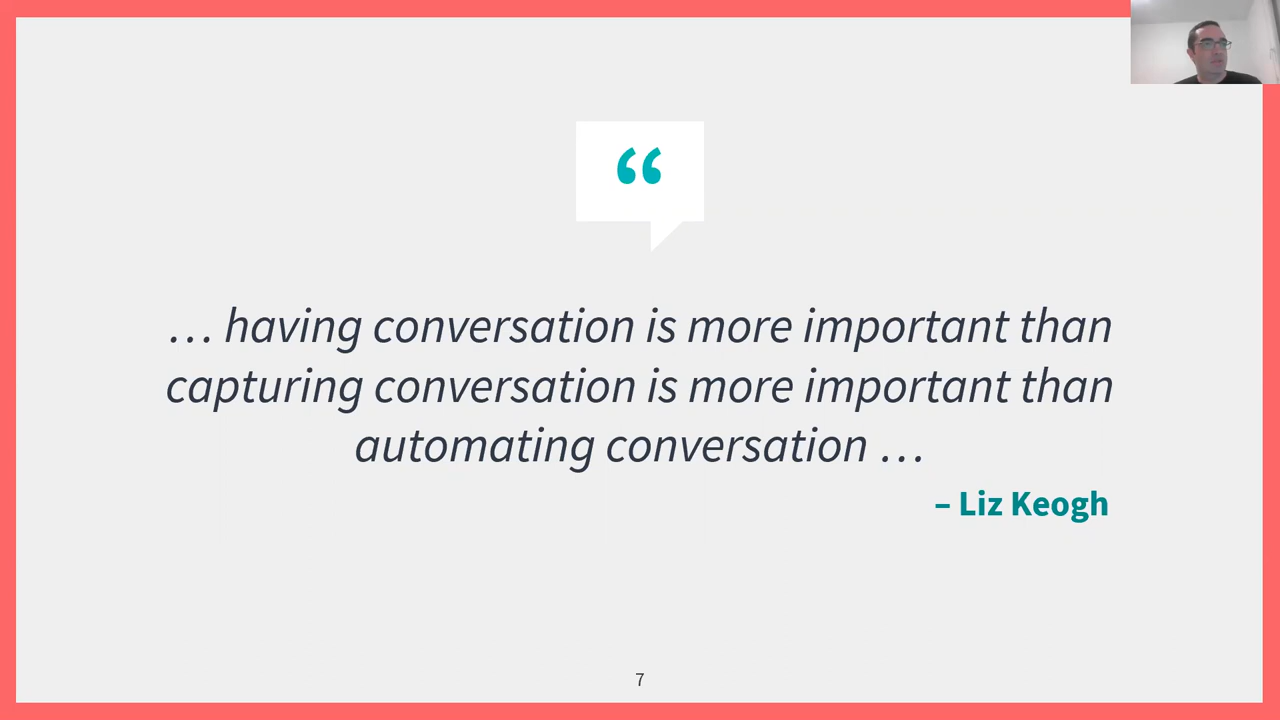 “
… having conversation is more important than
capturing conversation is more important than
automating conversation …
– Liz Keogh
7